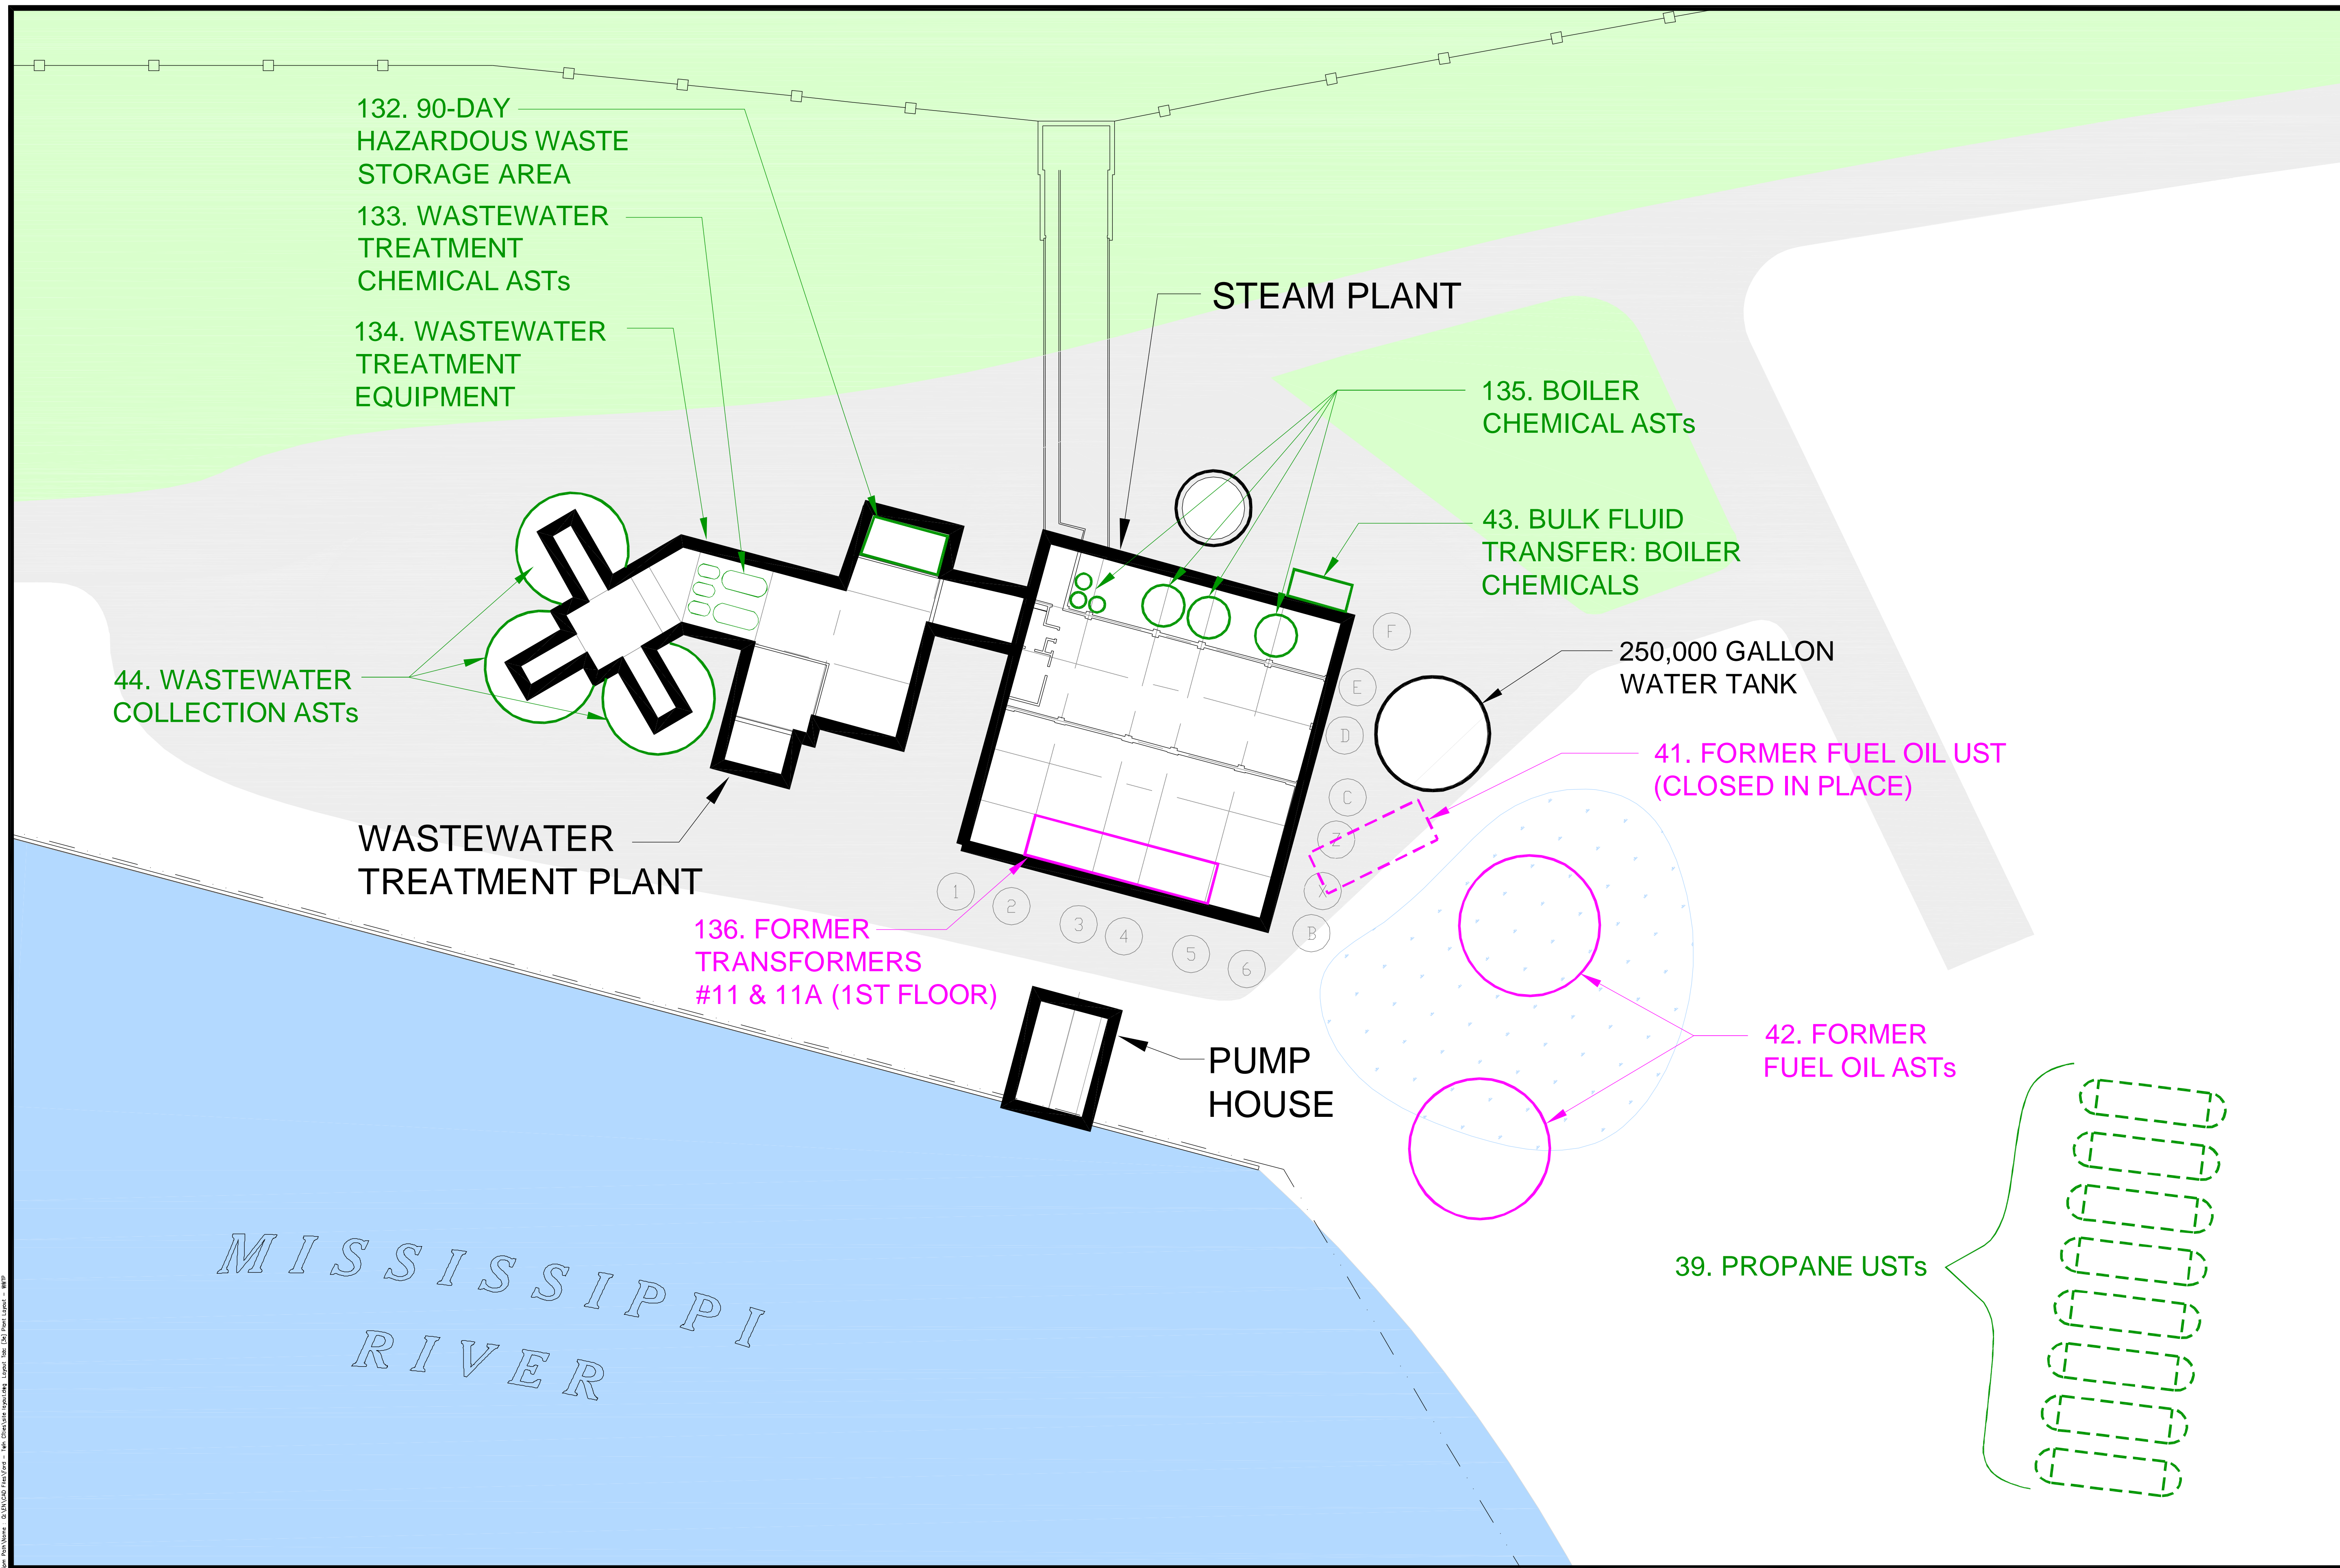 132. 90-DAY
HAZARDOUS WASTE
STORAGE AREA
133. WASTEWATER
TREATMENT
CHEMICAL ASTs
134. WASTEWATER
TREATMENT
EQUIPMENT
STEAM PLANT
135. BOILER
CHEMICAL ASTs
43. BULK FLUID
TRANSFER: BOILER
CHEMICALS
F
250,000 GALLON
WATER TANK
E
44. WASTEWATER
COLLECTION ASTs
D
41. FORMER FUEL OIL UST
(CLOSED IN PLACE)
C
Z
WASTEWATER
TREATMENT PLANT
X
1
2
3
4
5
6
B
136. FORMER
TRANSFORMERS
#11 & 11A (1ST FLOOR)
PUMP
HOUSE
42. FORMER
FUEL OIL ASTs
39. PROPANE USTs
MISSISSIPPI
RIVER